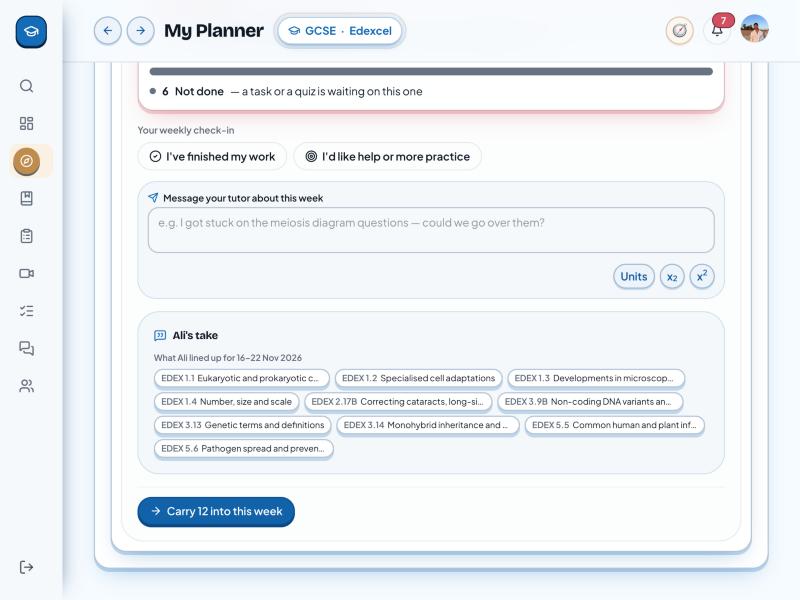 My Planner
GCSE · Edexcel
7
6 Not done — a task or a quiz is waiting on this one
Your weekly check-in
I've finished my work
I'd like help or more practice
Message your tutor about this week
e.g. I got stuck on the meiosis diagram questions — could we go over them?
Units
x₂
x²
Ali's take
What Ali lined up for 16–22 Nov 2026
EDEX 1.1 Eukaryotic and prokaryotic c...
EDEX 1.2 Specialised cell adaptations
EDEX 1.3 Developments in microscop...
EDEX 1.4 Number, size and scale
EDEX 2.17B Correcting cataracts, long-si...
EDEX 3.9B Non-coding DNA variants an...
EDEX 3.13 Genetic terms and definitions
EDEX 3.14 Monohybrid inheritance and ...
EDEX 5.5 Common human and plant inf...
EDEX 5.6 Pathogen spread and preven...
Carry 12 into this week